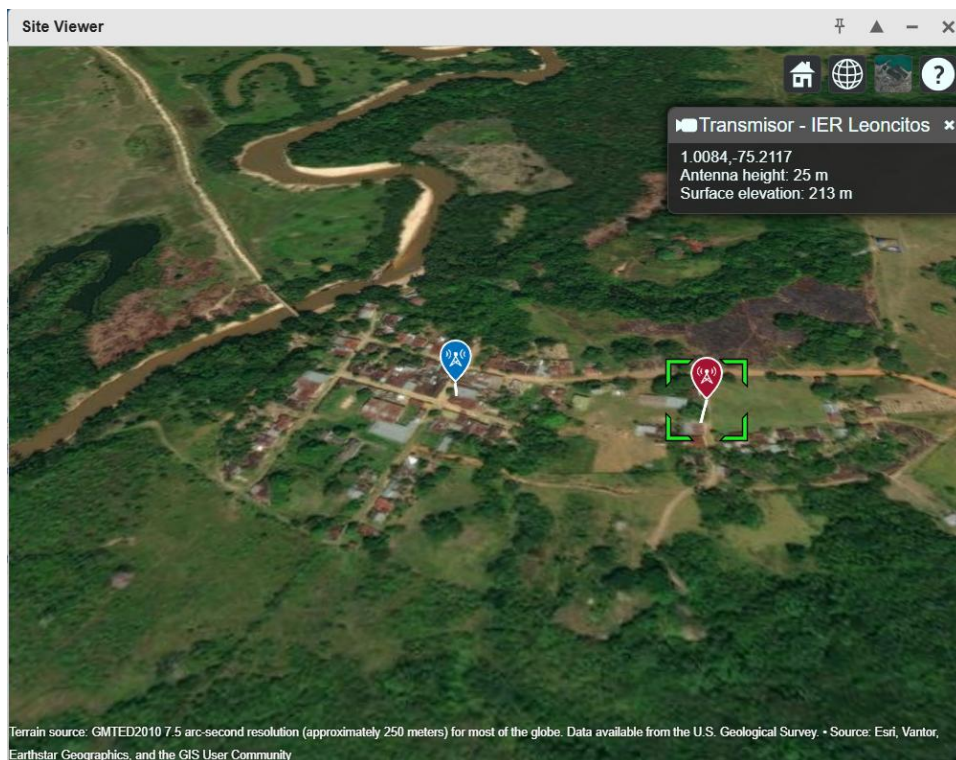 Site Viewer
?
Transmisor - IER Leoncitos
1.0084,-75.2117
Antenna height: 25 m
Surface elevation: 213 m
Terrain source: GMTED2010 7.5 arc-second resolution (approximately 250 meters) for most of the globe. Data available from the U.S. Geological Survey. • Source: Esri, Vantor,
Earthstar Geographics, and the GIS User Community